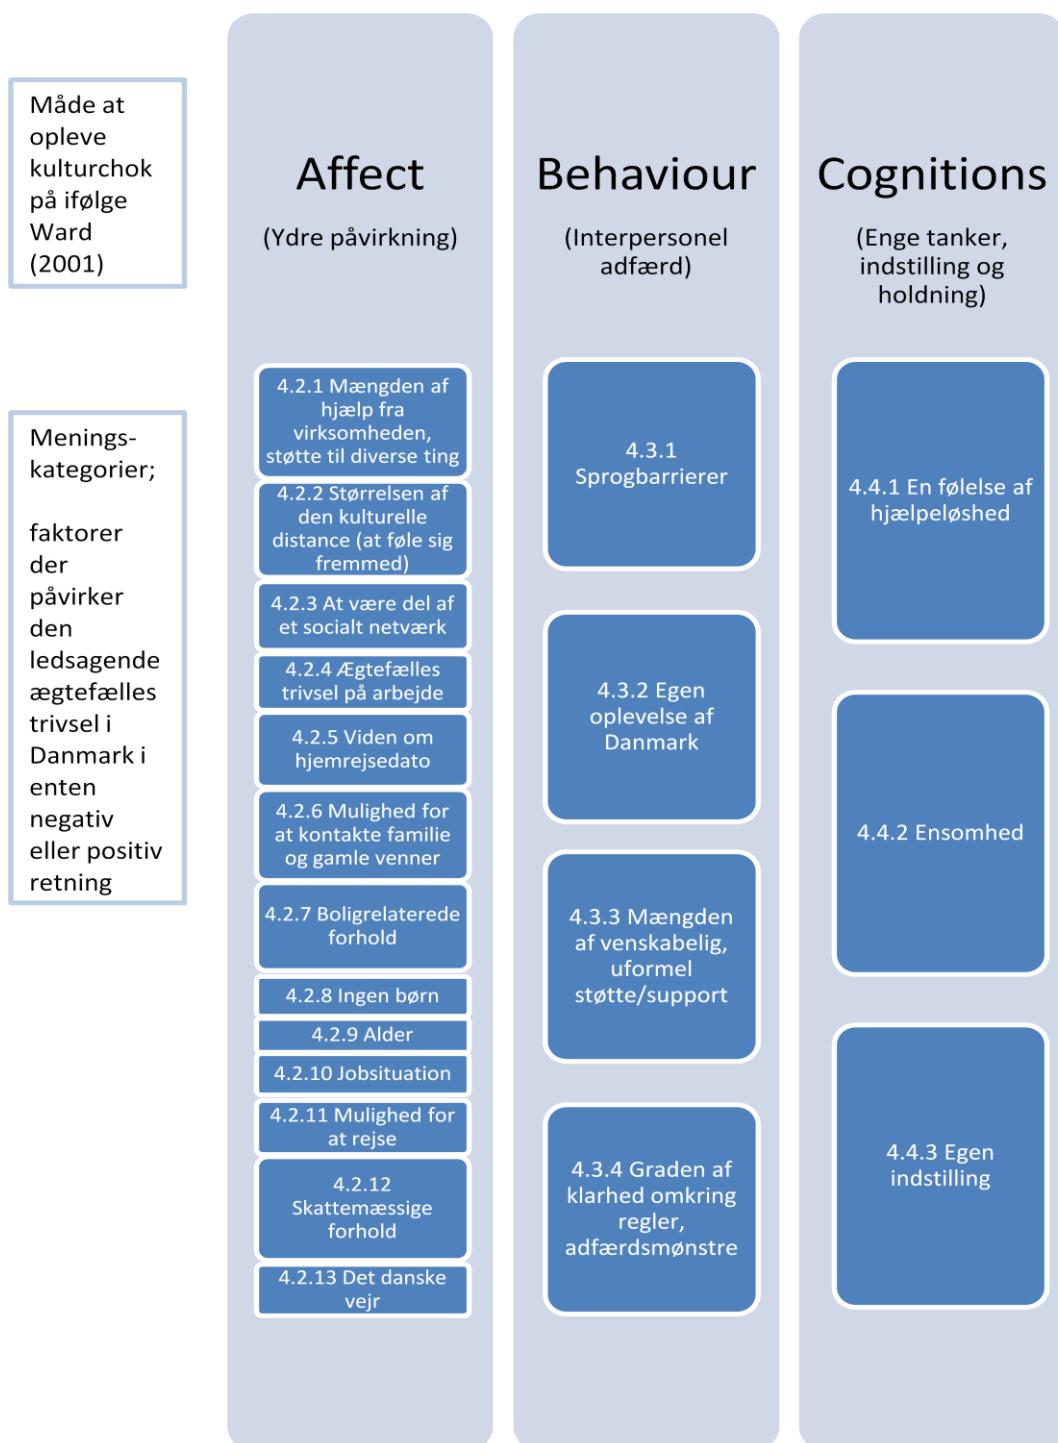 Måde at
opleve
kulturchok
på ifølge
Ward
(2001)
Affect
(Ydre påvirkning)
Behaviour
(Interpersonel
adfærd)
Cognitions
(Enge tanker,
indstilling og
holdning)
Menings-
kategorier;
faktorer
der
påvirker
den
ledsagende
ægtefælles
trivsel i
Danmark i
enten
negativ
eller positiv
retning
4.2.1 Mængden af
hjælp fra
virksomheden,
støtte til diverse ting
4.2.2 Størrelsen af
den kulturelle
distance (at føle sig
fremmed)
4.2.3 At være del af
et socialt netværk
4.2.4 Ægtefælles
trivsel på arbejde
4.2.5 Viden om
hjemrejsedato
4.2.6 Mulighed for
at kontakte familie
og gamle venner
4.2.7 Boligrelaterede
forhold
4.2.8 Ingen børn
4.2.9 Alder
4.2.10 Jobsituation
4.2.11 Mulighed for
at rejse
4.2.12
Skattemæssige
forhold
4.2.13 Det danske
vejr
4.3.1
Sprogbarrierer
4.3.2 Egen
oplevelse af
Danmark
4.3.3 Mængden
af venskabelig,
uformel
støtte/support
4.3.4 Graden af
klarhed omkring
regler,
adfærdsmønstre
4.4.1 En følelse af
hjælpeløshed
4.4.2 Ensomhed
4.4.3 Egen
indstilling